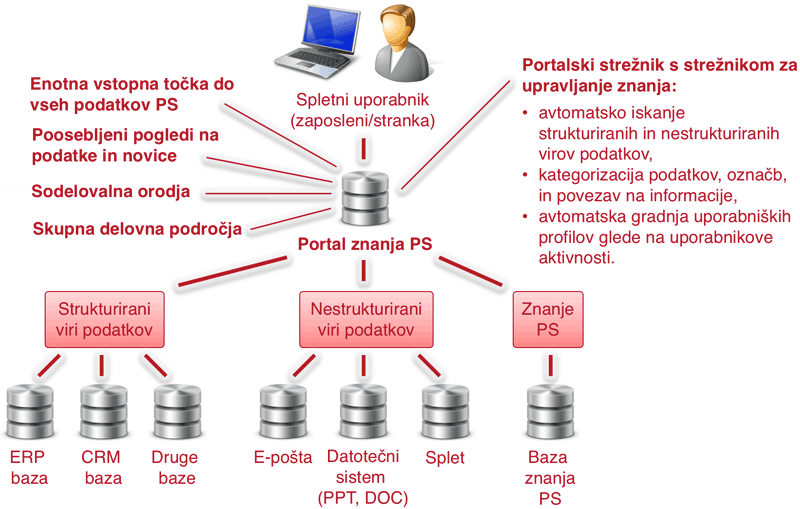 Spletni uporabnik
(zaposleni/stranka)
Enotna vstopna točka do
vseh podatkov PS
Poosebljeni pogledi na
podatke in novice
Sodelovalna orodja
Skupna delovna področja
Portalski strežnik s strežnikom za
upravljanje znanja:
• avtomatsko iskanje
strukturiranih in nestrukturiranih
virov podatkov,
• kategorizacija podatkov, označb,
in povezav na informacije,
• avtomatska gradnja uporabniških
profilov glede na uporabnikove
aktivnosti.
Portal znanja PS
Strukturirani
viri podatkov
Nestrukturirani
viri podatkov
Znanje
PS
ERP
baza
CRM
baza
Druge
baze
E-pošta
Datotečni
sistem
(PPT, DOC)
Splet
Baza
znanja
PS